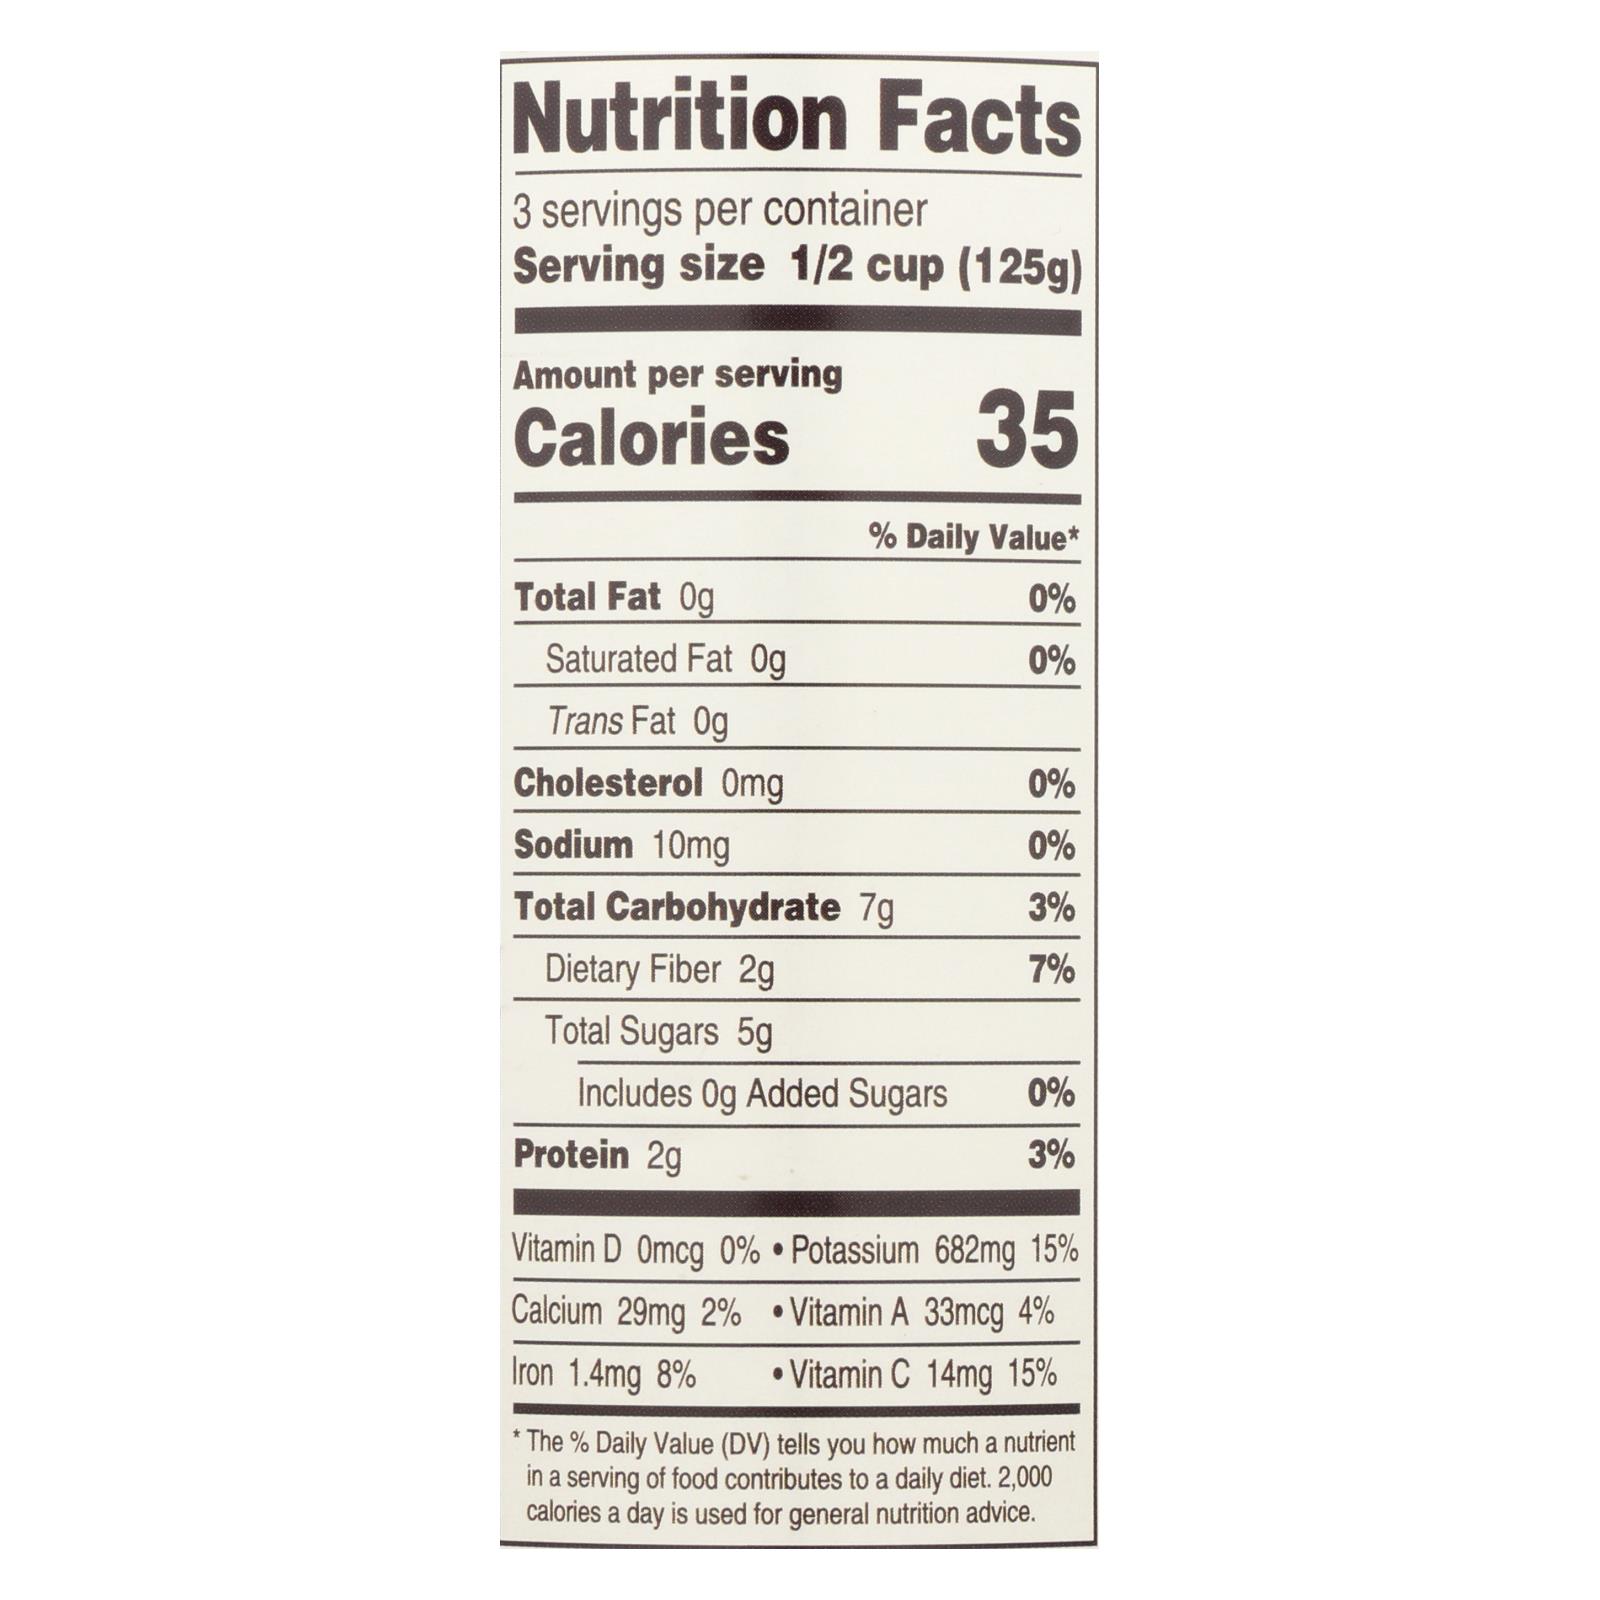 Nutrition Facts
3 servings per container
Serving size 1/2 cup (125g)
Amount per serving
Calories 35
% Daily Value*
Total Fat 0g 0%
Saturated Fat 0g 0%
Trans Fat 0g
Cholesterol 0mg 0%
Sodium 10mg 0%
Total Carbohydrate 7g 3%
Dietary Fiber 2g 7%
Total Sugars 5g
Includes 0g Added Sugars 0%
Protein 2g 3%
Vitamin D 0mcg 0% • Potassium 682mg 15%
Calcium 29mg 2% • Vitamin A 33mcg 4%
Iron 1.4mg 8% • Vitamin C 14mg 15%
* The % Daily Value (DV) tells you how much a nutrient
in a serving of food contributes to a daily diet. 2,000
calories a day is used for general nutrition advice.